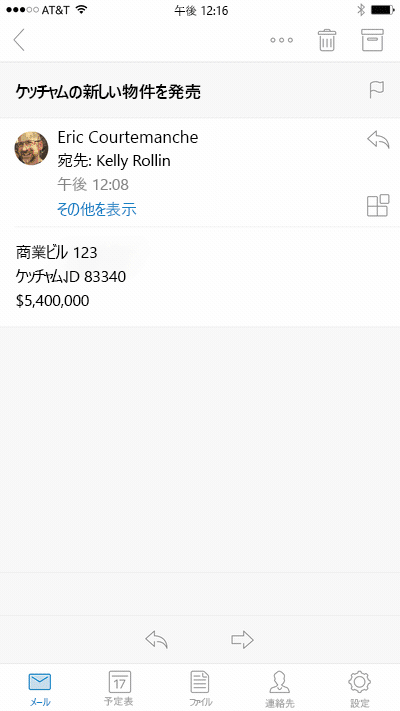 AT&T 午後 12:16
ケッチャムの新しい物件を発売
Eric Courtemanche
宛先: Kelly Rollin
午後 12:08
その他を表示
商業ビル 123
ケッチャム,ID 83340
$5,400,000
17
メール 予定表 ファイル 連絡先 設定